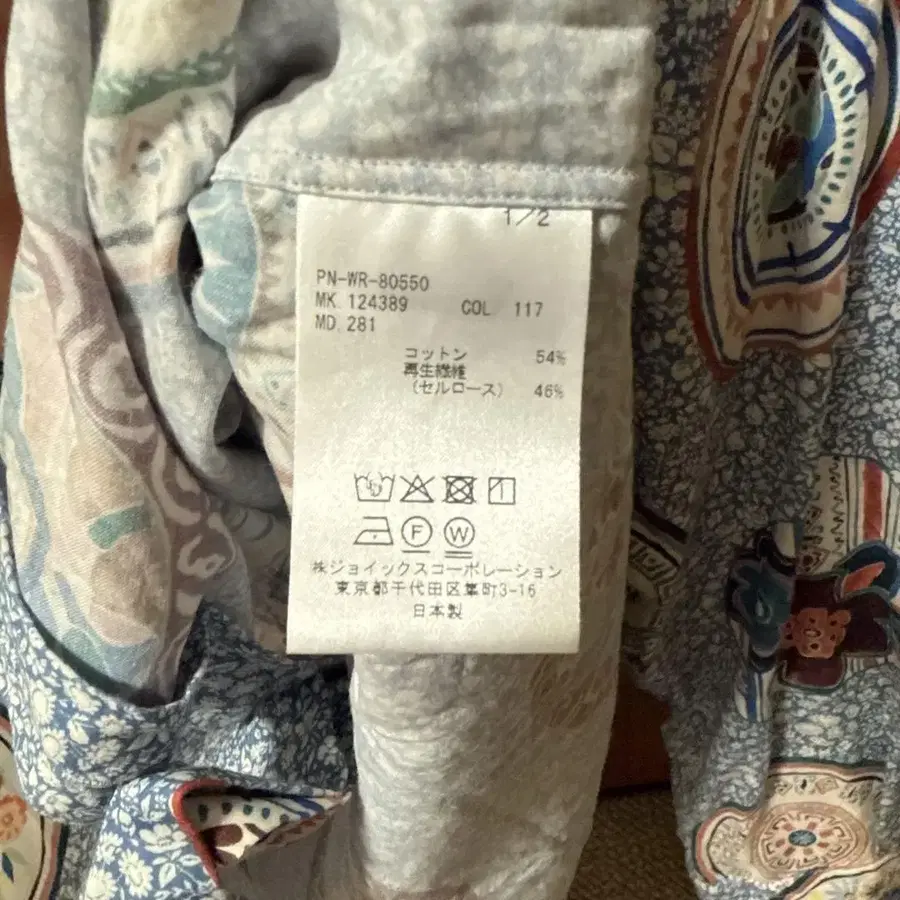 1/2
PN-WR-80550
MK. 124389 COL 117
MD. 281
コットン 54%
再生繊維
(セルロース) 46%
F W
株ジョイックスコーポレーション
東京都千代田区隼町3-16
日本製